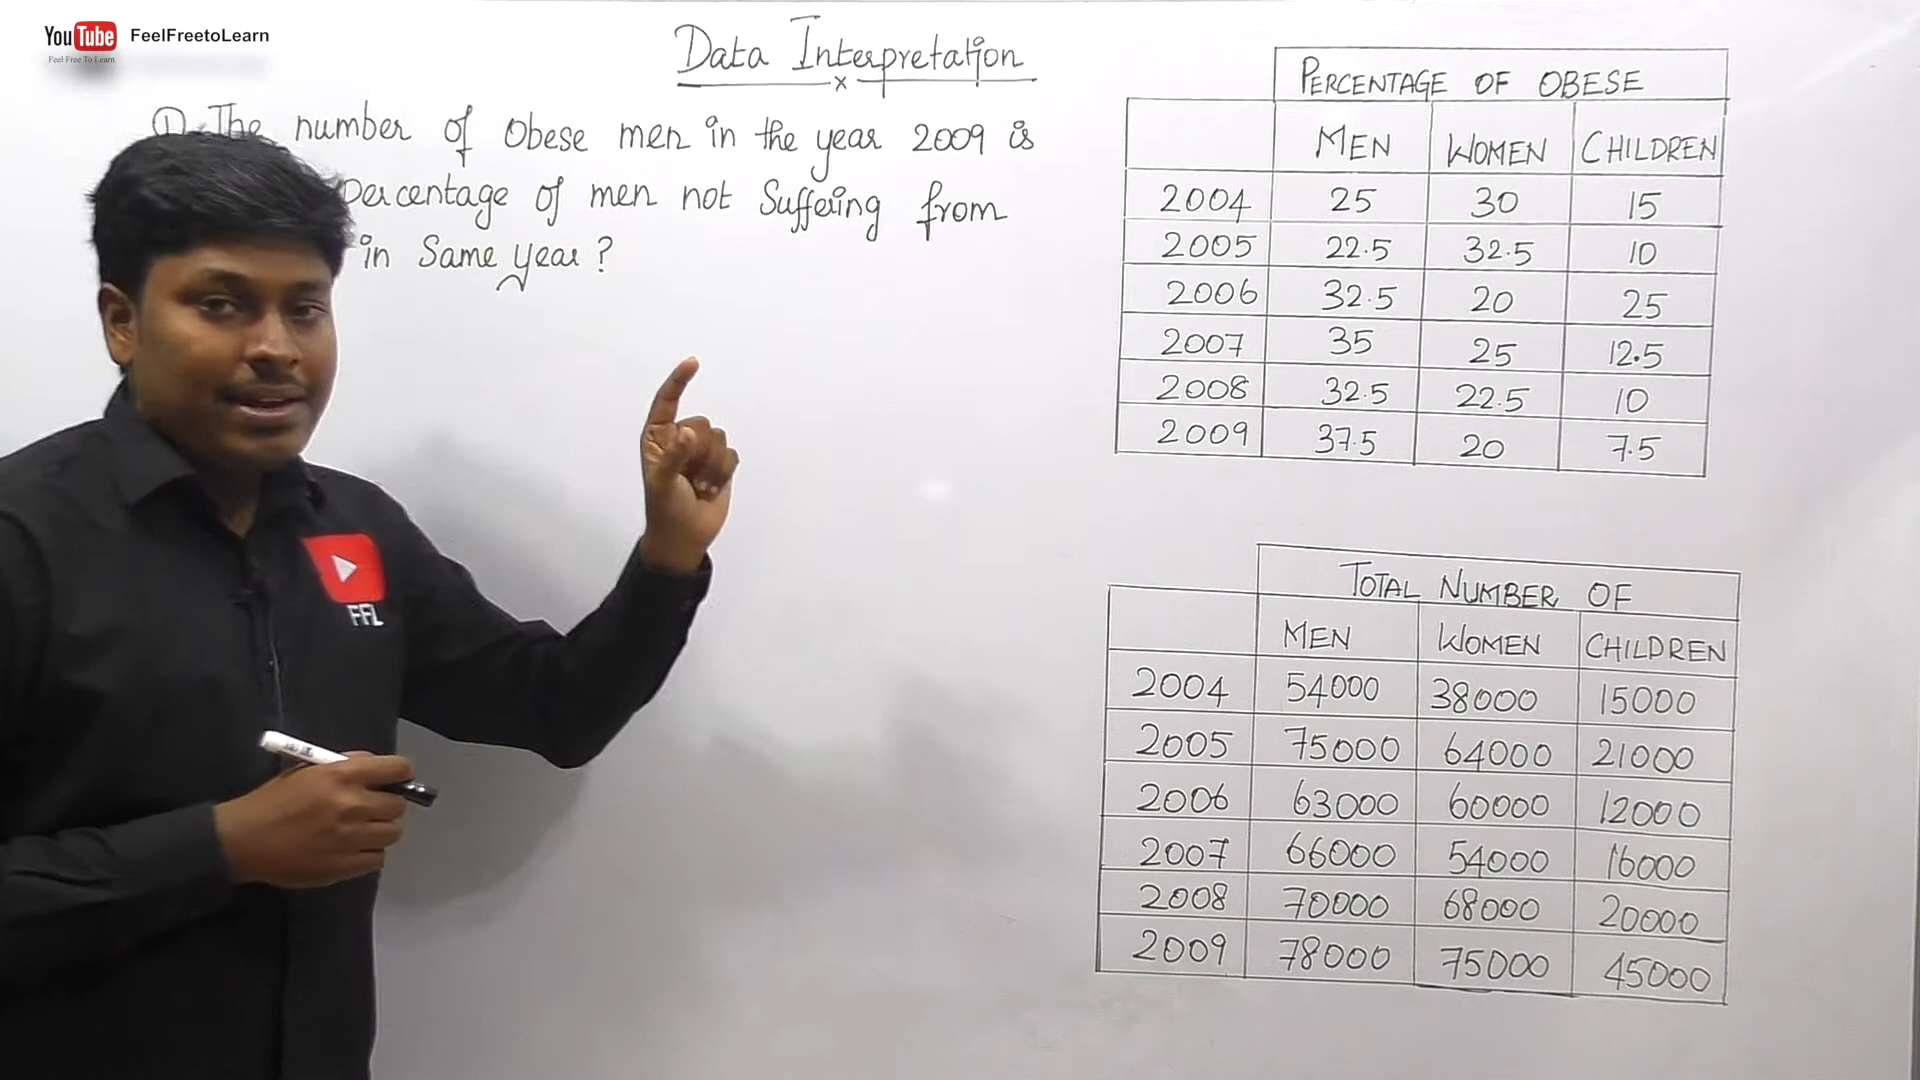 YouTube FeelFreetoLearn
Feel Free To Learn
Data Interpretation
x
① The number of Obese men in the year 2009 is
Percentage of men not Suffering from
in Same year?
PERCENTAGE OF OBESE
MEN WOMEN CHILDREN
2004 25 30 15
2005 22.5 32.5 10
2006 32.5 20 25
2007 35 25 12.5
2008 32.5 22.5 10
2009 37.5 20 7.5
TOTAL NUMBER OF
MEN WOMEN CHILDREN
2004 54000 38000 15000
2005 75000 64000 21000
2006 63000 60000 12000
2007 66000 54000 16000
2008 70000 68000 20000
2009 78000 75000 45000
FFL